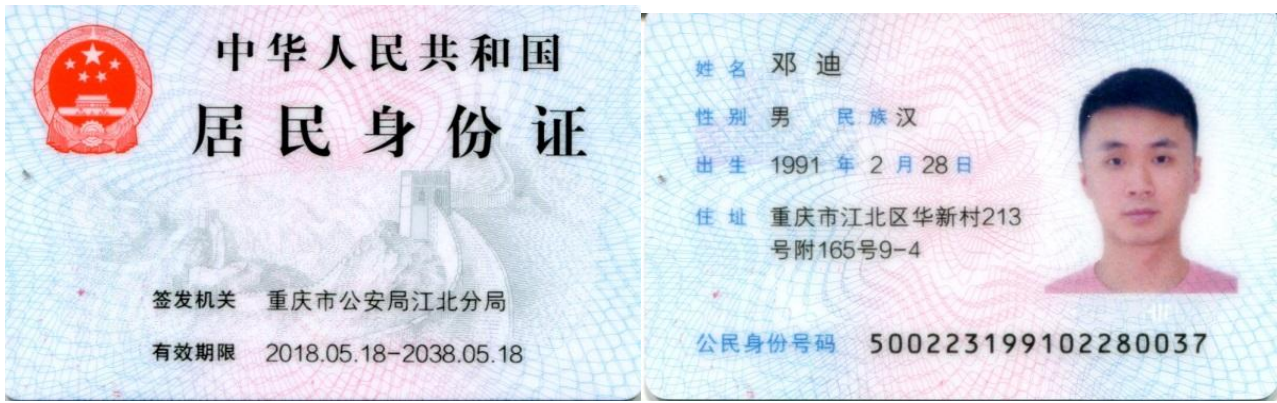 中华人民共和国
居民身份证
签发机关 重庆市公安局江北分局
有效期限 2018.05.18-2038.05.18
姓名 邓迪
性别 男 民族 汉
出生 1991 年 2 月 28 日
住址 重庆市江北区华新村213
号附165号9-4
公民身份号码 500223199102280037